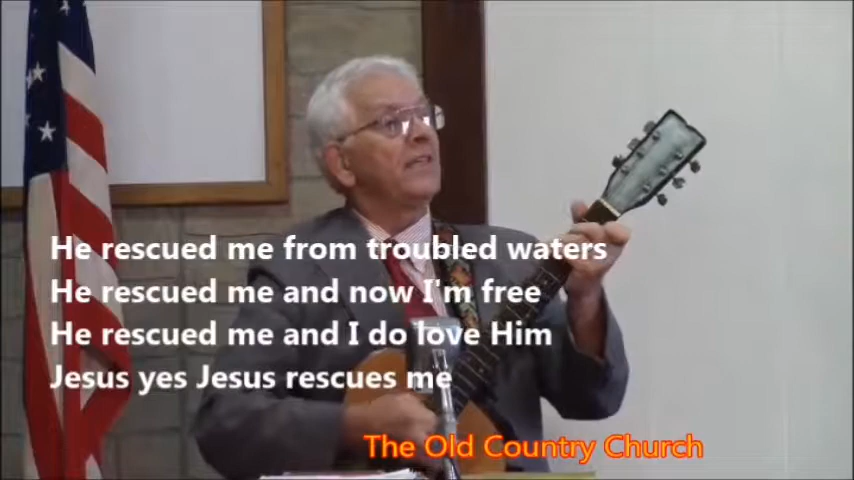 He rescued me from troubled waters
He rescued me and now I'm free
He rescued me and I do love Him
Jesus yes Jesus rescues me
The Old Country Church